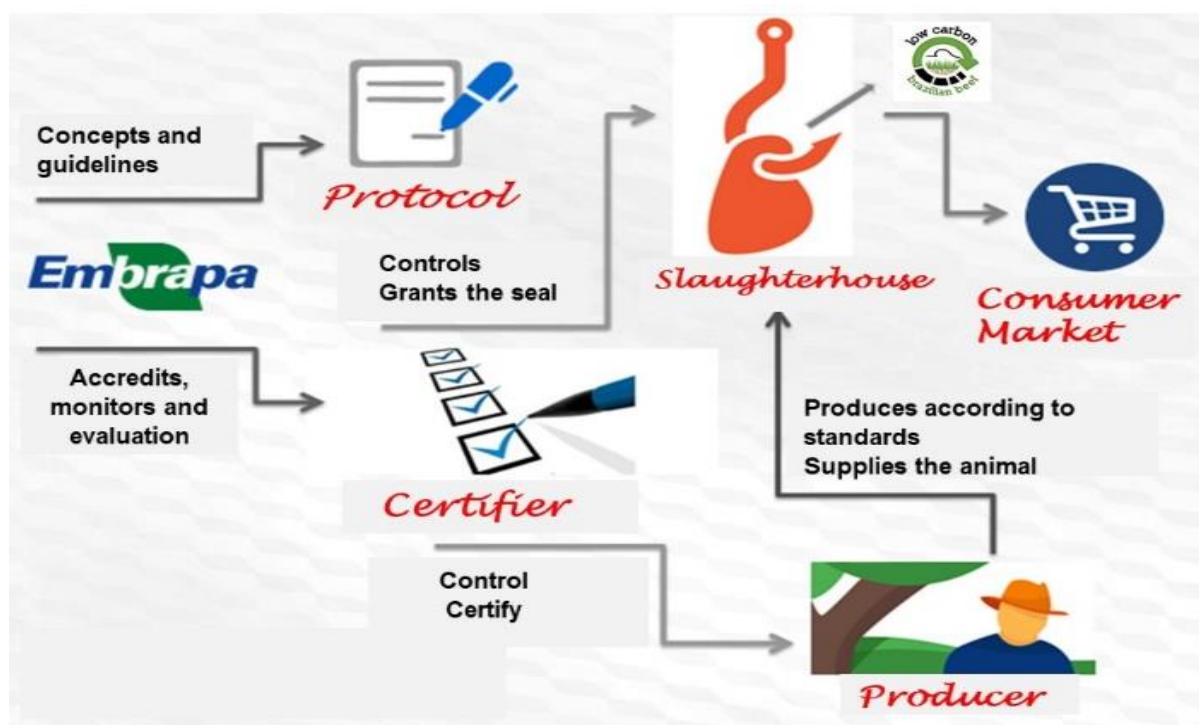 low carbon
brazilian beef
Concepts and
guidelines
Protocol
Embrapa
Controls
Grants the seal
Slaughterhouse
Consumer
Market
Accredits,
monitors and
evaluation
Produces according to
standards
Supplies the animal
Certifier
Control
Certify
Producer